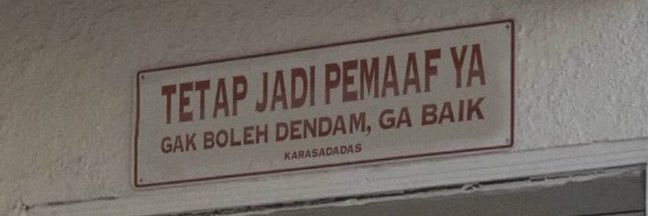 TETAP JADI PEMAAF YA
GAK BOLEH DENDAM, GA BAIK
KARASADADAS